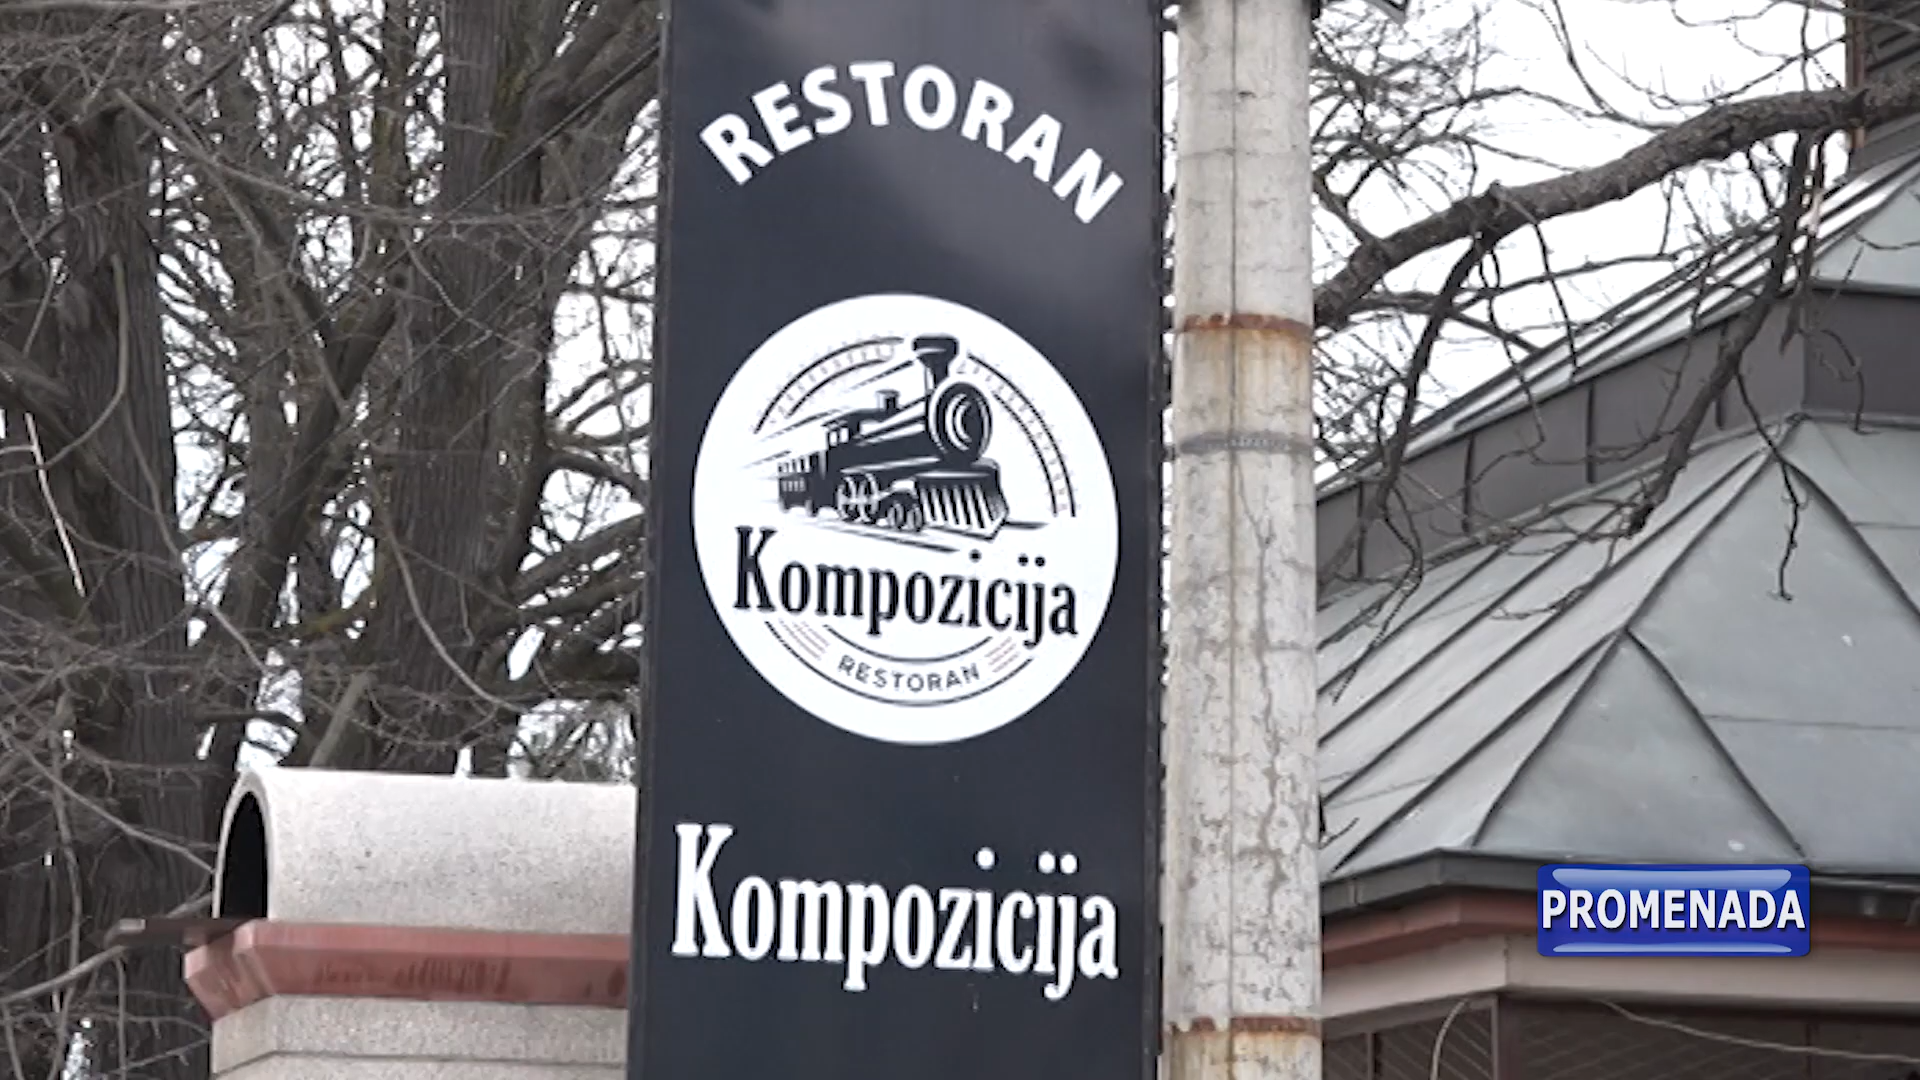 RESTORAN
Kompozicija
RESTORAN
Kompozicija
PROMENADA